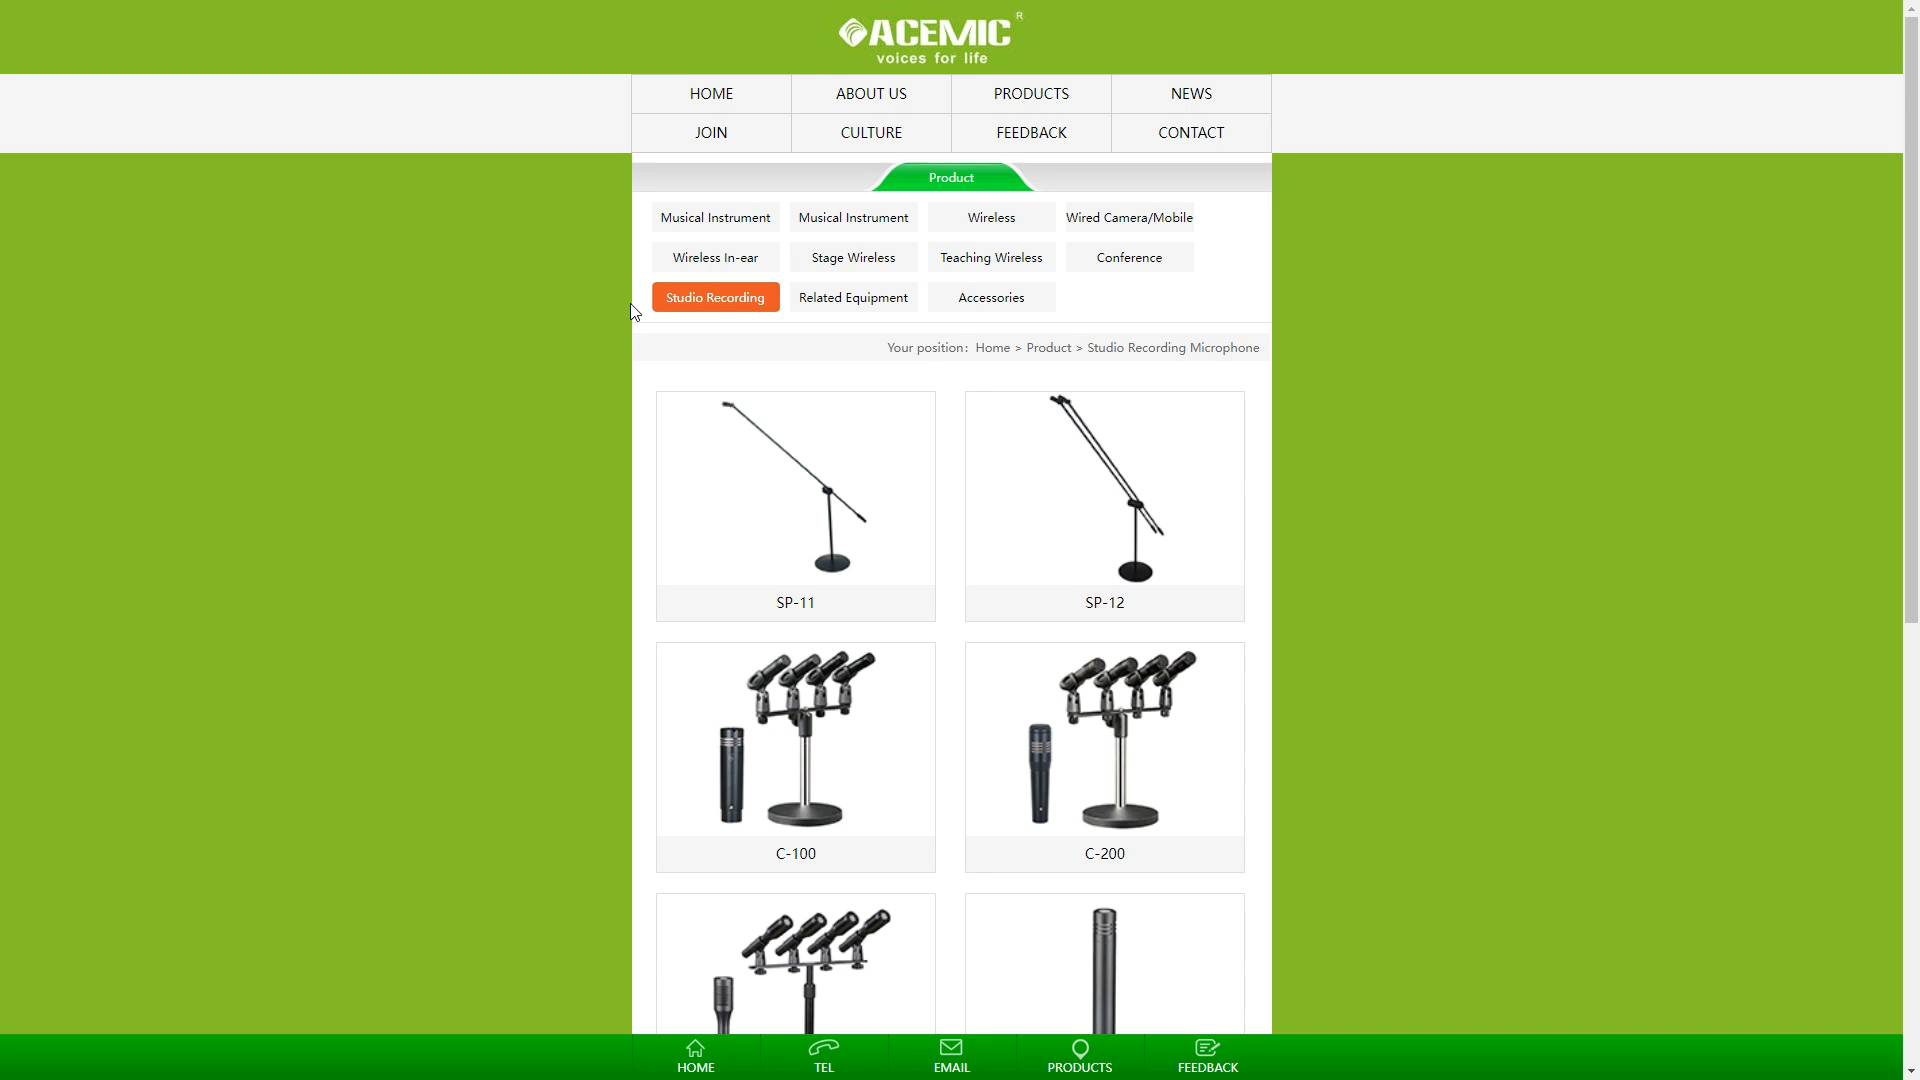 ACEMIC R
voices for life
HOME ABOUT US PRODUCTS NEWS
JOIN CULTURE FEEDBACK CONTACT
Product
Musical Instrument Musical Instrument Wireless Wired Camera/Mobile
Wireless In-ear Stage Wireless Teaching Wireless Conference
Studio Recording Related Equipment Accessories
Your position: Home > Product > Studio Recording Microphone
SP-11 SP-12
C-100 C-200
HOME TEL EMAIL PRODUCTS FEEDBACK